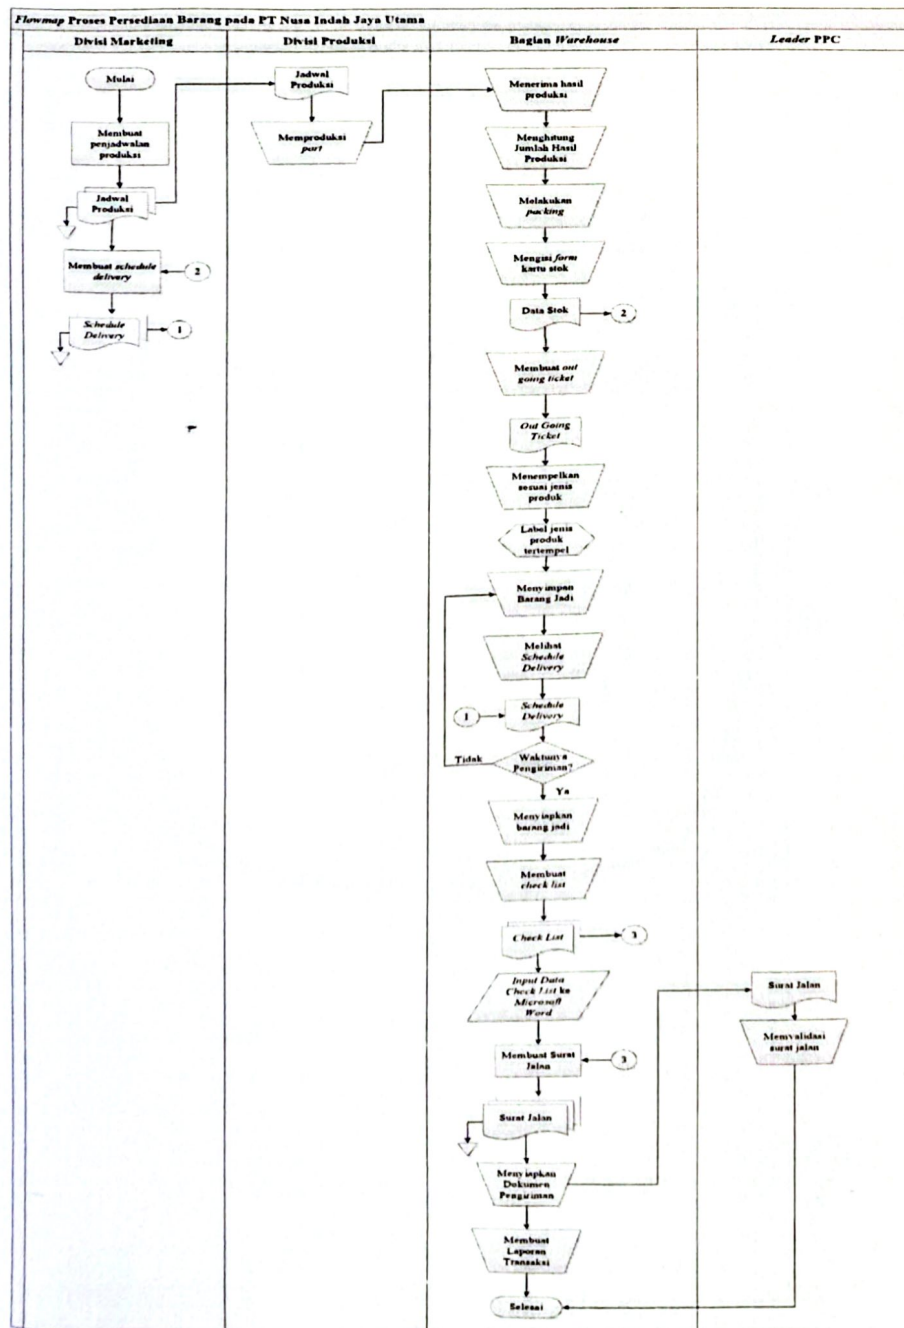 Flowmap Proses Persediaan Barang pada PT Nusa Indah Jaya Utama
Divisi Marketing
Divisi Produksi
Bagian Warehouse
Leader PPC
Mulai
Membuat
penjadwalan
produksi
Jadwal
Produksi
Membuat schedule
delivery
2
Schedule
Delivery
1
Jadwal
Produksi
Memproduksi
part
Menerima hasil
produksi
Menghitung
Jumlah Hasil
Produksi
Melakukan
packing
Mengisi form
kartu stok
Data Stok
2
Membuat out
going ticket
Out Going
Ticket
Menempelkan
sesuai jenis
produk
Label jenis
produk
tertempel
Menyimpan
Barang Jadi
Melihat
Schedule
Delivery
1
Schedule
Delivery
Tidak
Waktunya
Pengiriman?
Ya
Menyiapkan
barang jadi
Membuat
check list
Check List
3
Input Data
Check List ke
Microsoft
Word
Membuat Surat
Jalan
3
Surat Jalan
Menyiapkan
Dokumen
Pengiriman
Membuat
Laporan
Transaksi
Selesai
Surat Jalan
Memvalidasi
surat jalan